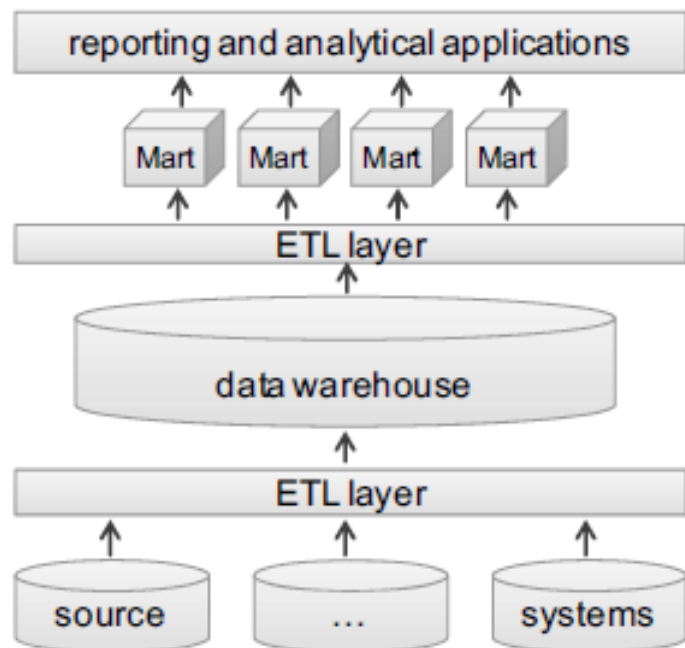 reporting and analytical applications
Mart Mart Mart Mart
ETL layer
data warehouse
ETL layer
source ... systems